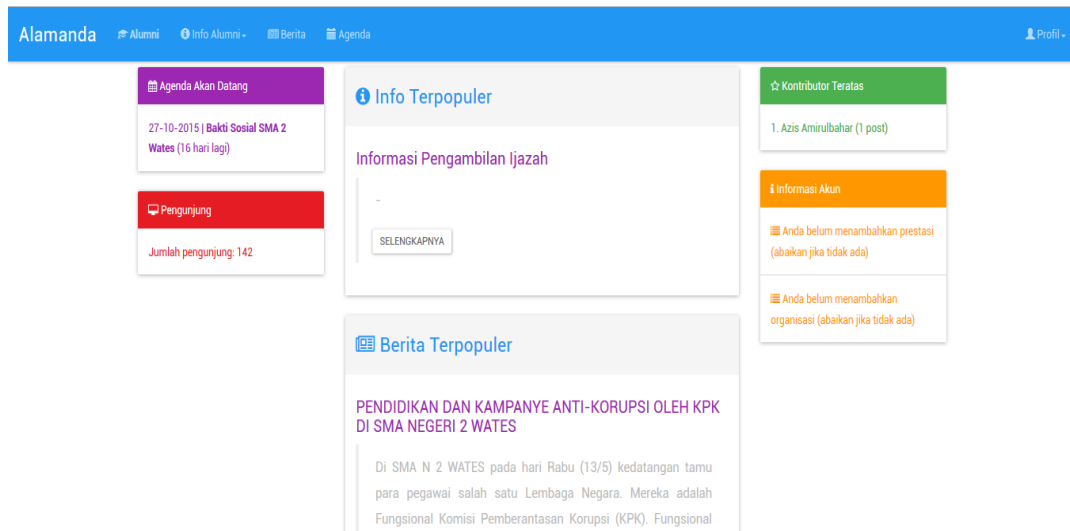 Alamanda Alumni Info Alumni Berita Agenda Profil
Agenda Akan Datang
27-10-2015 | Bakti Sosial SMA 2
Wates (16 hari lagi)
Pengunjung
Jumlah pengunjung: 142
Info Terpopuler
Informasi Pengambilan Ijazah
-
SELENGKAPNYA
Berita Terpopuler
PENDIDIKAN DAN KAMPANYE ANTI-KORUPSI OLEH KPK
DI SMA NEGERI 2 WATES
Di SMA N 2 WATES pada hari Rabu (13/5) kedatangan tamu
para pegawai salah satu Lembaga Negara. Mereka adalah
Fungsional Komisi Pemberantasan Korupsi (KPK). Fungsional
Kontributor Teratas
1. Azis Amirulbahar (1 post)
Informasi Akun
Anda belum menambahkan prestasi
(abaikan jika tidak ada)
Anda belum menambahkan
organisasi (abaikan jika tidak ada)